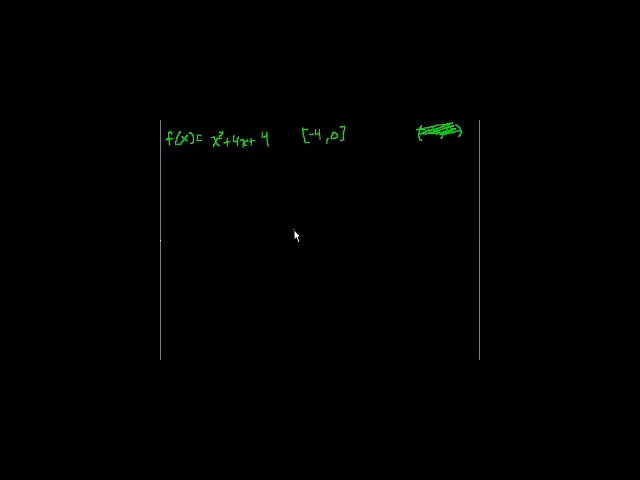 f(x) = x²+4x+4 [-4,0]